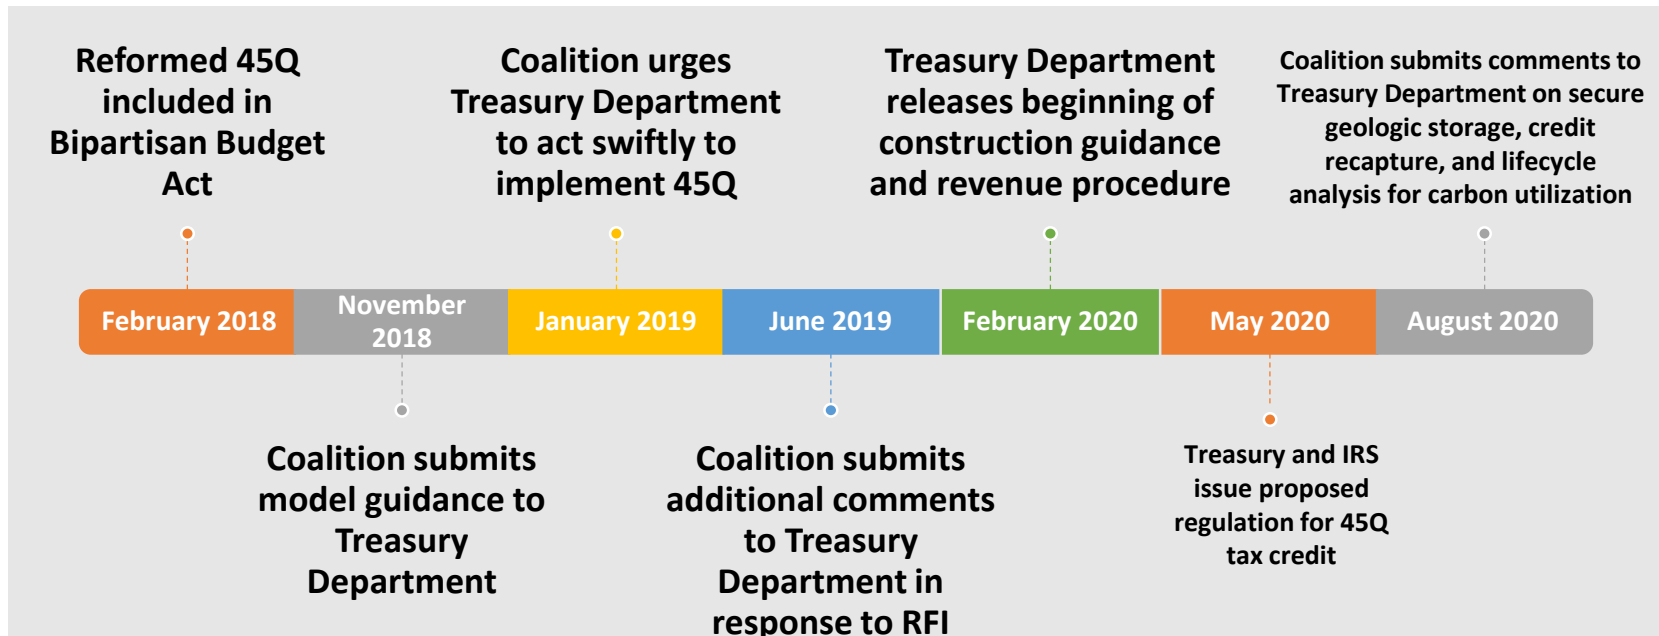 Reformed 45Q
included in
Bipartisan Budget
Act
Coalition urges
Treasury Department
to act swiftly to
implement 45Q
Treasury Department
releases beginning of
construction guidance
and revenue procedure
Coalition submits comments to
Treasury Department on secure
geologic storage, credit
recapture, and lifecycle
analysis for carbon utilization
February 2018
November
2018
January 2019
June 2019
February 2020
May 2020
August 2020
Coalition submits
model guidance to
Treasury
Department
Coalition submits
additional comments
to Treasury
Department in
response to RFI
Treasury and IRS
issue proposed
regulation for 45Q
tax credit